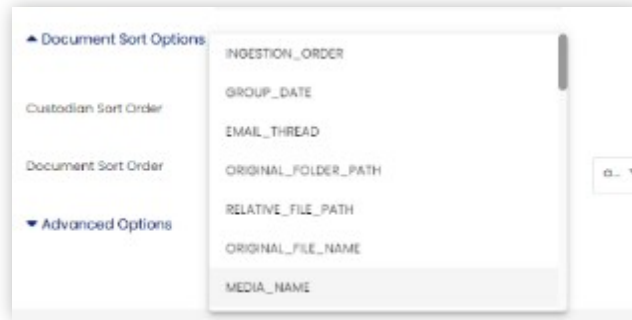 Document Sort Options
Custodian Sort Order
Document Sort Order
Advanced Options
INGESTION_ORDER
GROUP_DATE
EMAIL_THREAD
ORIGINAL_FOLDER_PATH
RELATIVE_FILE_PATH
ORIGINAL_FILE_NAME
MEDIA_NAME